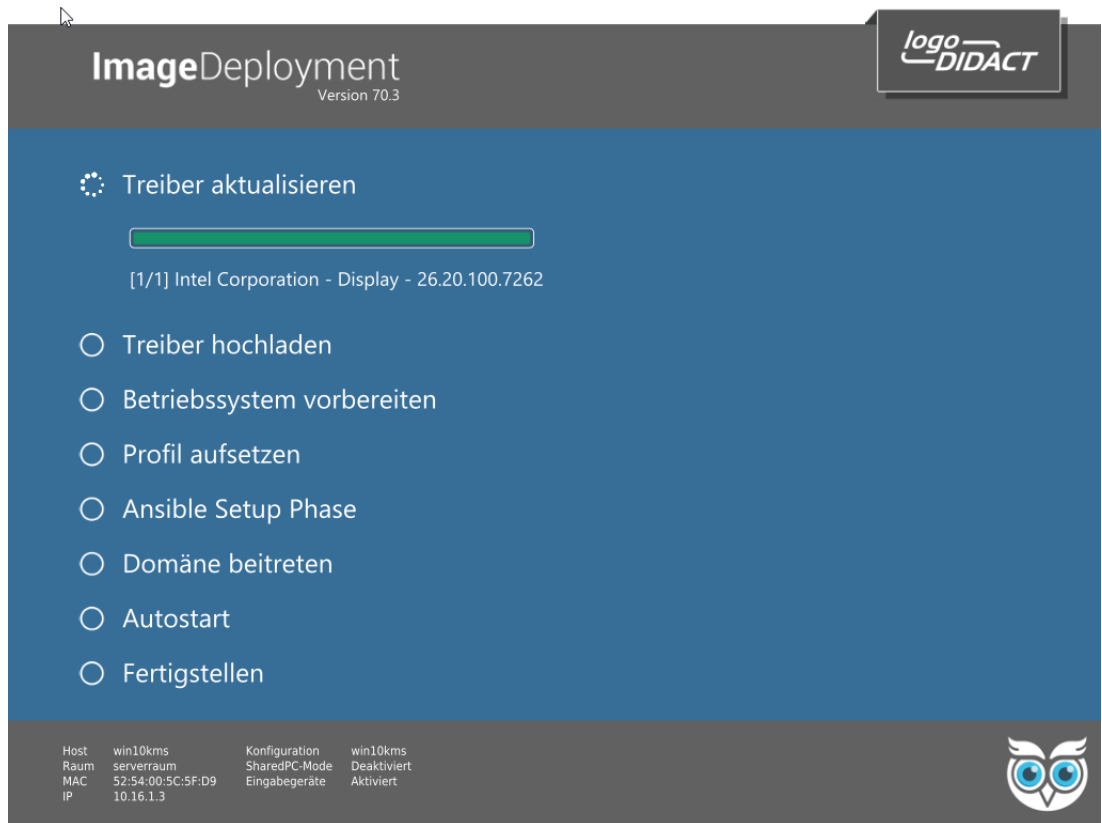 ImageDeployment
Version 70.3
logo
DIDACT
Treiber aktualisieren
[1/1] Intel Corporation - Display - 26.20.100.7262
Treiber hochladen
Betriebssystem vorbereiten
Profil aufsetzen
Ansible Setup Phase
Domäne beitreten
Autostart
Fertigstellen
Host win10kms Konfiguration win10kms
Raum serverraum SharedPC-Mode Deaktiviert
MAC 52:54:00:5C:5F:D9 Eingabegeräte Aktiviert
IP 10.16.1.3